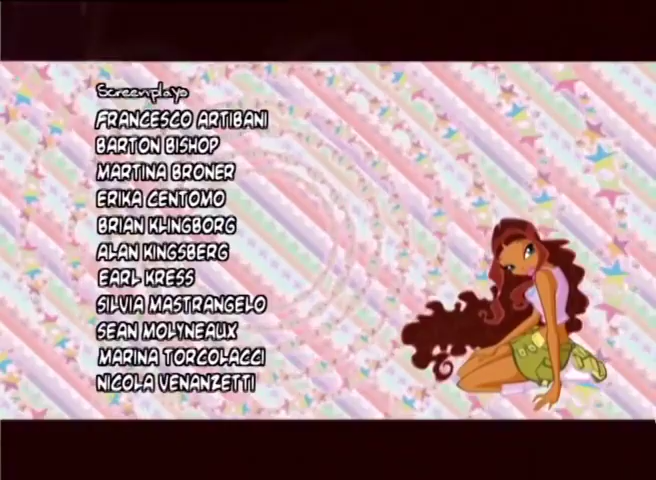 Screenplays
FRANCESCO ARTIBANI
BARTON BISHOP
MARTINA BRONER
ERIKA CENTOMO
BRIAN KLINGBORG
ALAN KINGSBERG
EARL KRESS
SILVIA MASTRANGELO
SEAN MOLYNEAUX
MARINA TORCOLACCI
NICOLA VENANZETTI